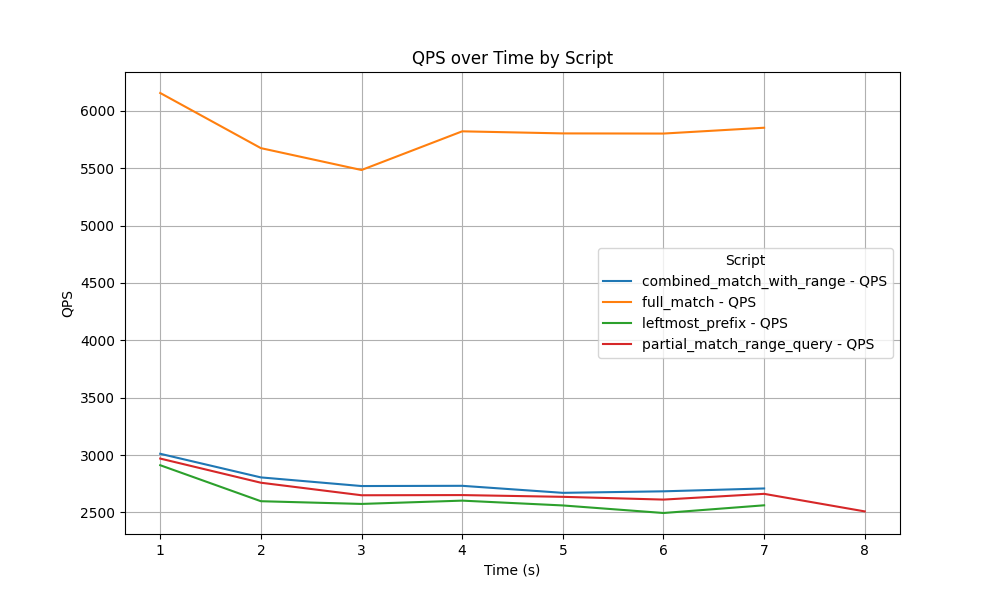 QPS over Time by Script
6000
5500
5000
4500
4000
3500
3000
2500
QPS
Script
combined_match_with_range - QPS
full_match - QPS
leftmost_prefix - QPS
partial_match_range_query - QPS
1 2 3 4 5 6 7 8
Time (s)